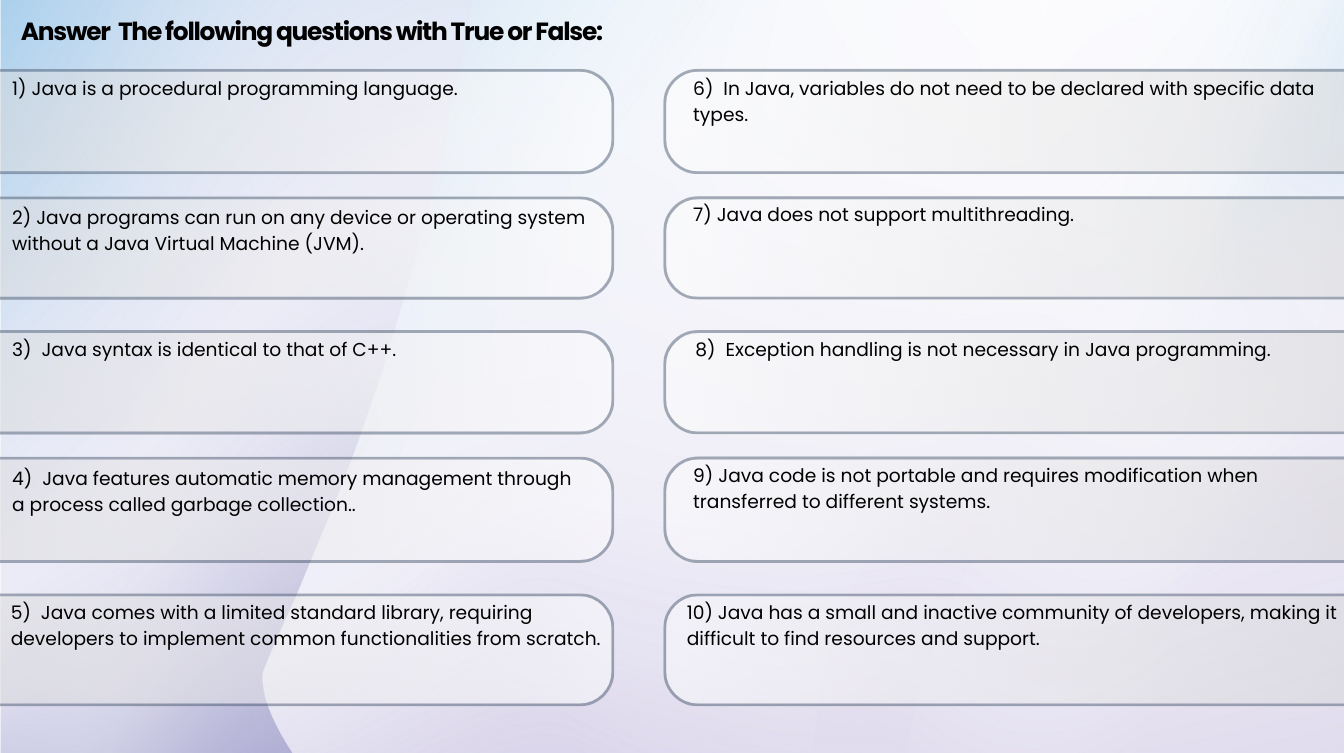 Answer The following questions with True or False:
1) Java is a procedural programming language.
2) Java programs can run on any device or operating system
without a Java Virtual Machine (JVM).
3) Java syntax is identical to that of C++.
4) Java features automatic memory management through
a process called garbage collection..
5) Java comes with a limited standard library, requiring
developers to implement common functionalities from scratch.
6) In Java, variables do not need to be declared with specific data
types.
7) Java does not support multithreading.
8) Exception handling is not necessary in Java programming.
9) Java code is not portable and requires modification when
transferred to different systems.
10) Java has a small and inactive community of developers, making it
difficult to find resources and support.